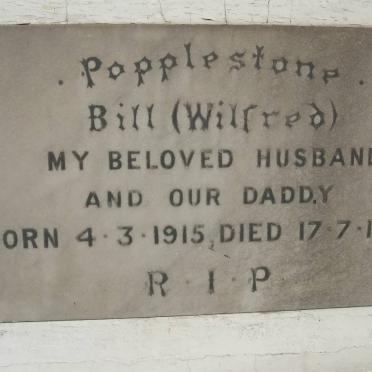 . Popplestone .
Bill (Wilfred)
MY BELOVED HUSBAN
AND OUR DADDY
ORN 4·3·1915, DIED 17·7·1
R·I·P